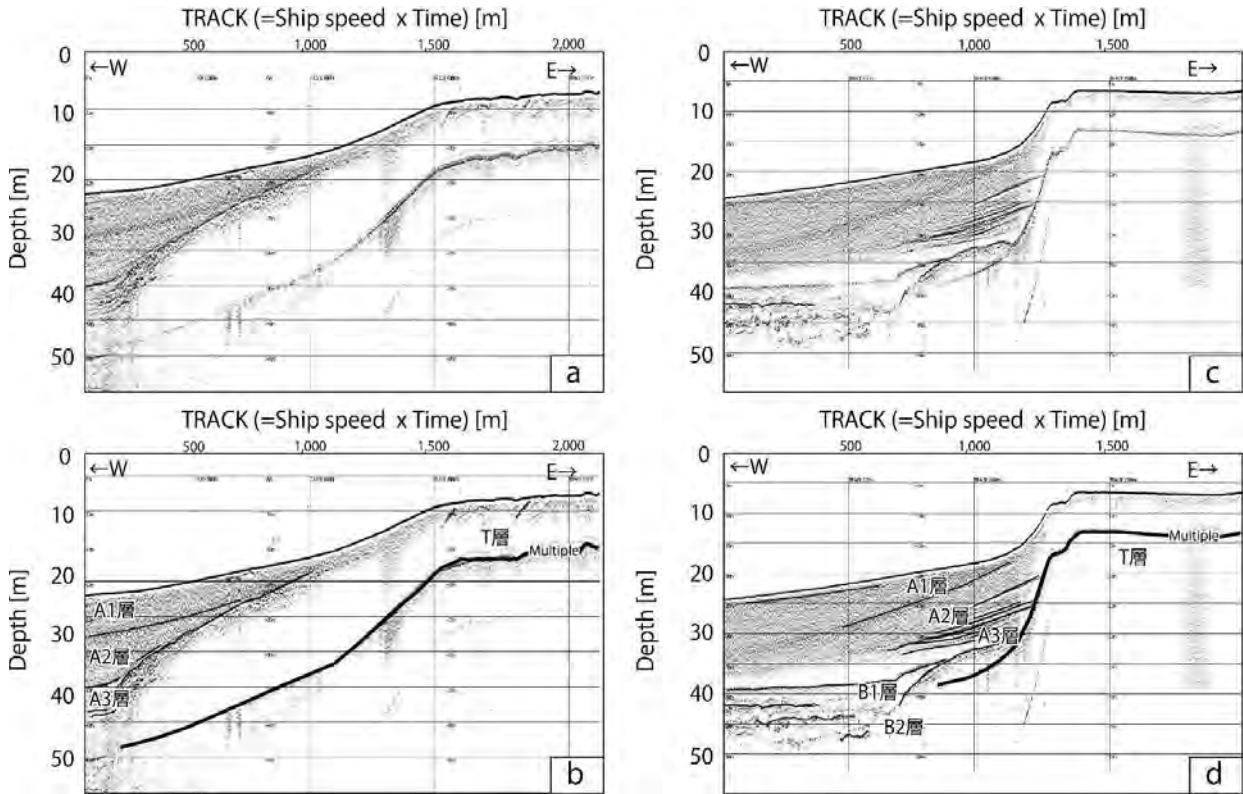 TRACK (=Ship speed x Time) [m]
500 1,000 1,500 2,000
←W E→
0
10
20
30
40
50
Depth [m]
a
TRACK (=Ship speed x Time) [m]
500 1,000 1,500
←W E→
0
10
20
30
40
50
Depth [m]
c
TRACK (=Ship speed x Time) [m]
500 1,000 1,500 2,000
←W E→
0
10
20
30
40
50
Depth [m]
T層
Multiple
A1層
A2層
A3層
b
TRACK (=Ship speed x Time) [m]
500 1,000 1,500
←W E→
0
10
20
30
40
50
Depth [m]
Multiple
T層
A1層
A2層
A3層
B1層
B2層
d